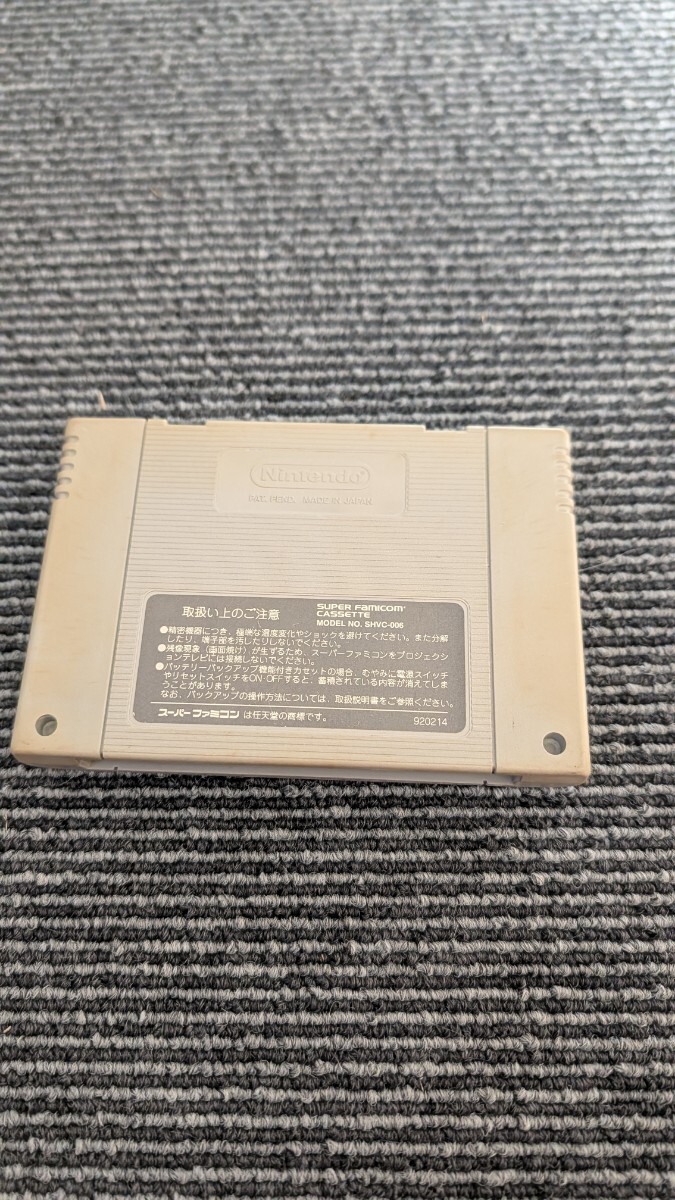 Nintendo®
PAT. PEND. MADE IN JAPAN
取扱い上のご注意
SUPER FAMICOM®
CASSETTE
MODEL NO. SHVC-006
●精密機器につき、極端な温度変化やショックを避けてください。また分解
したり、端子部を汚したりしないでください。
●残像現象(画面焼け)が生ずるため、スーパーファミコンをプロジェクシ
ョンテレビには接続しないでください。
●バッテリーバックアップ機能付きカセットの場合、むやみに電源スイッチ
やリセットスイッチをON・OFFすると、蓄積されている内容が消えてしま
うことがあります。
なお、バックアップの操作方法については、取扱説明書をご参照ください。
スーパーファミコンは任天堂の商標です。
920214